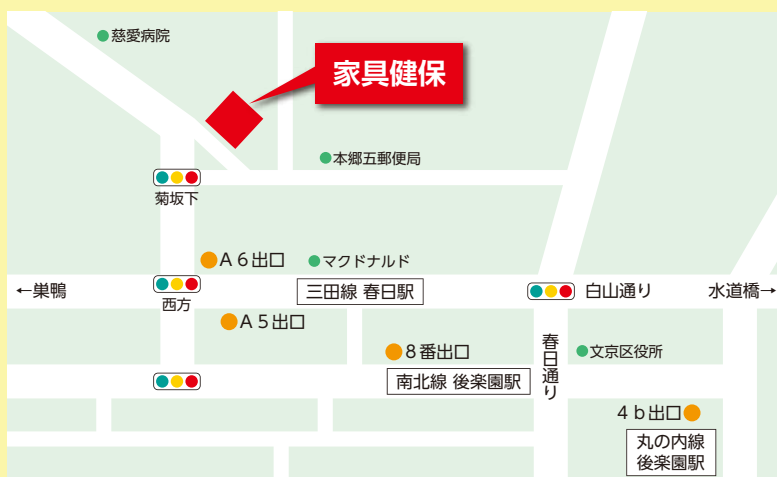 慈愛病院
家具健保
本郷五郵便局
菊坂下
A6出口
マクドナルド
←巣鴨
西方
三田線 春日駅
白山通り
水道橋→
A5出口
8番出口
春日通り
文京区役所
南北線 後楽園駅
4b出口
丸の内線
後楽園駅